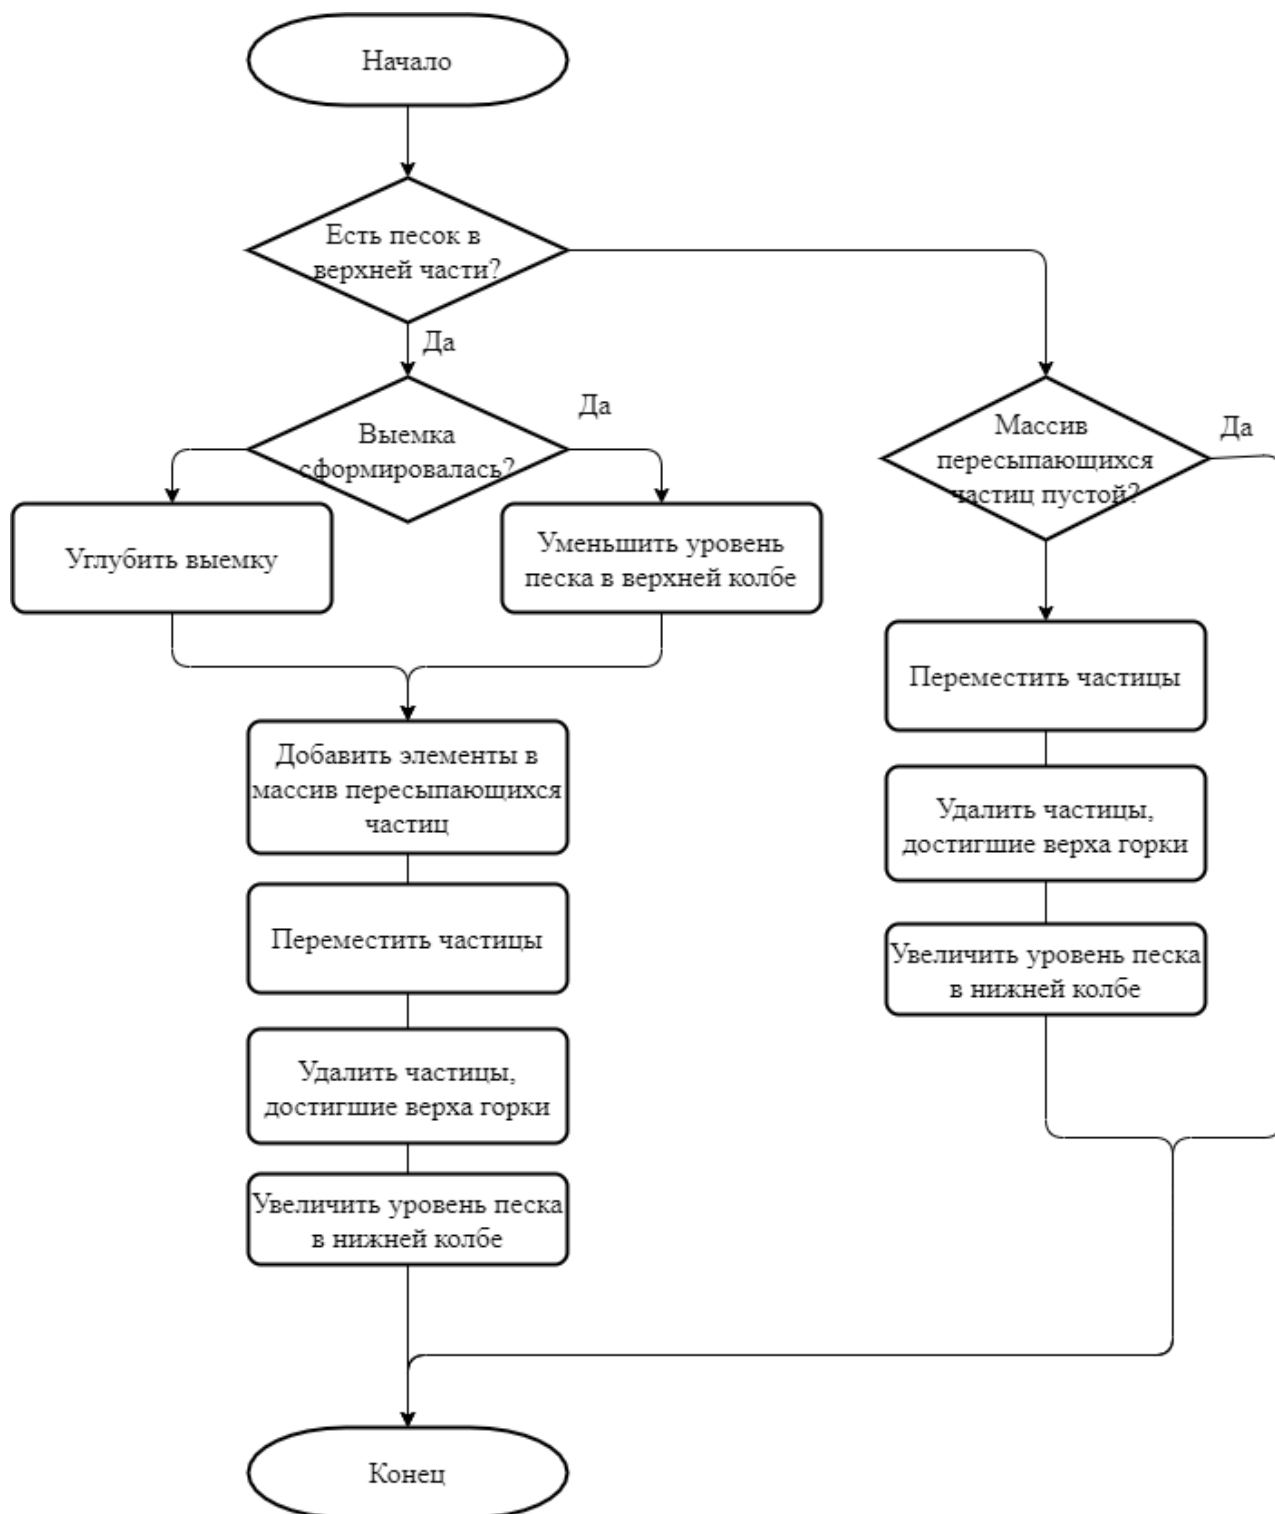 Начало
Есть песок в
верхней части?
Да
Выемка
сформировалась?
Да
Массив
пересыпающихся
частиц пустой?
Да
Углубить выемку
Уменьшить уровень
песка в верхней колбе
Переместить частицы
Добавить элементы в
массив пересыпающихся
частиц
Удалить частицы,
достигшие верха горки
Переместить частицы
Увеличить уровень песка
в нижней колбе
Удалить частицы,
достигшие верха горки
Увеличить уровень песка
в нижней колбе
Конец